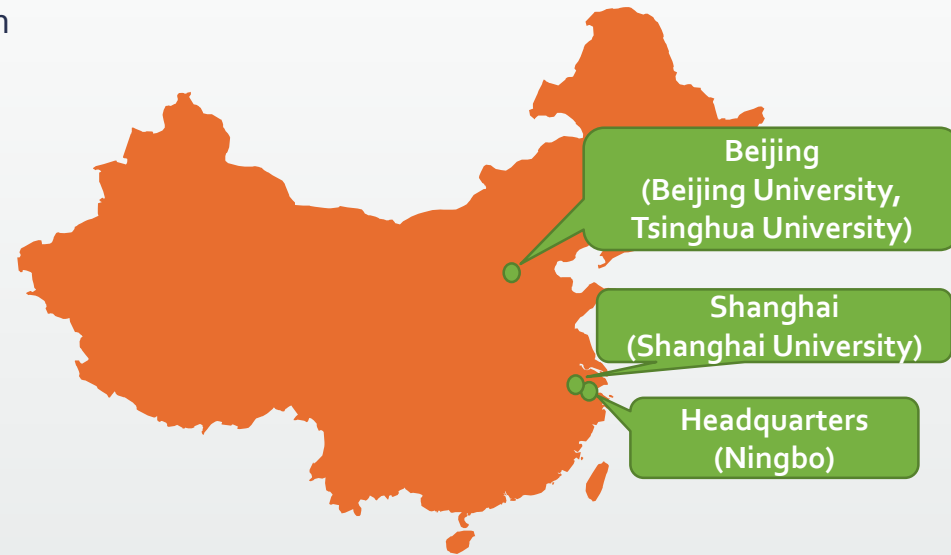 n
Beijing
(Beijing University,
Tsinghua University)
Shanghai
(Shanghai University)
Headquarters
(Ningbo)